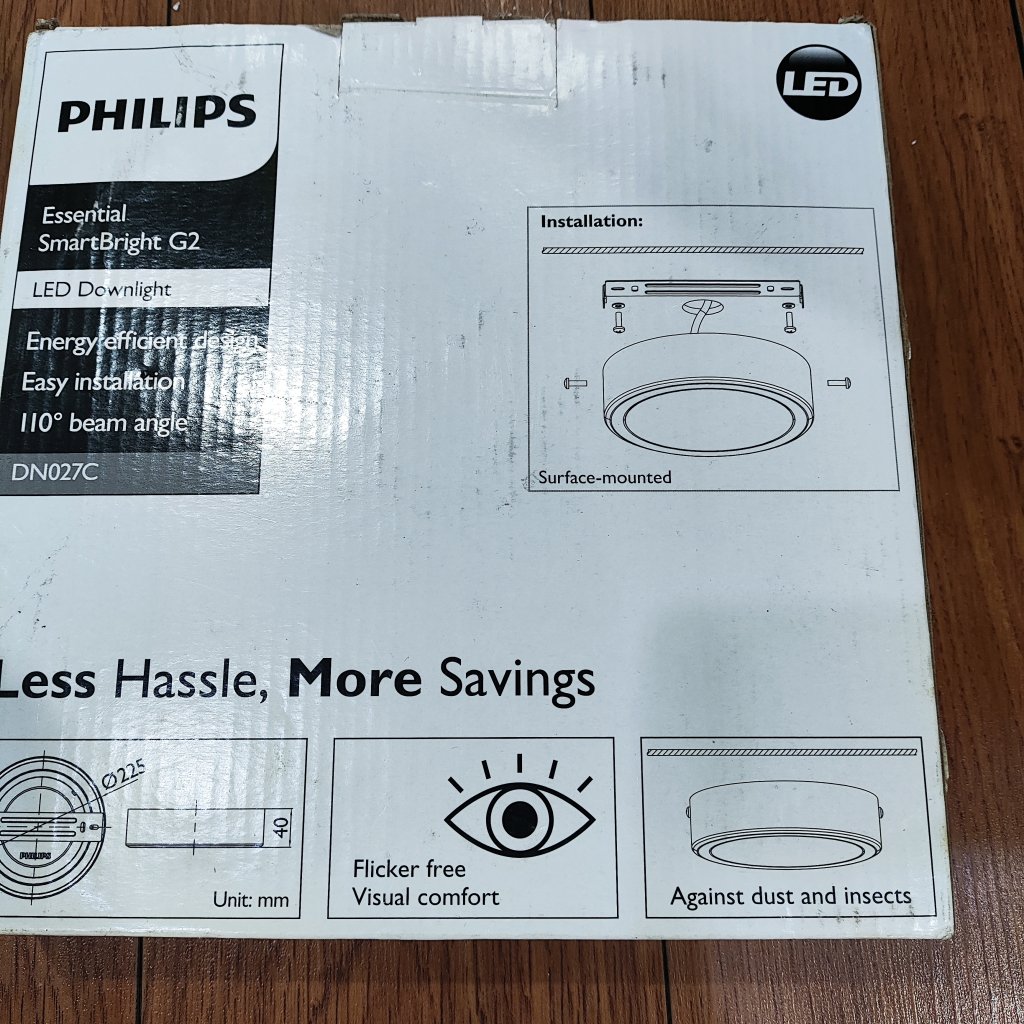 PHILIPS
LED
Essential
SmartBright G2
LED Downlight
Energy efficient design
Easy installation
110° beam angle
DN027C
Installation:
Surface-mounted
Less Hassle, More Savings
Ø225
40
PHILIPS
Unit: mm
Flicker free
Visual comfort
Against dust and insects